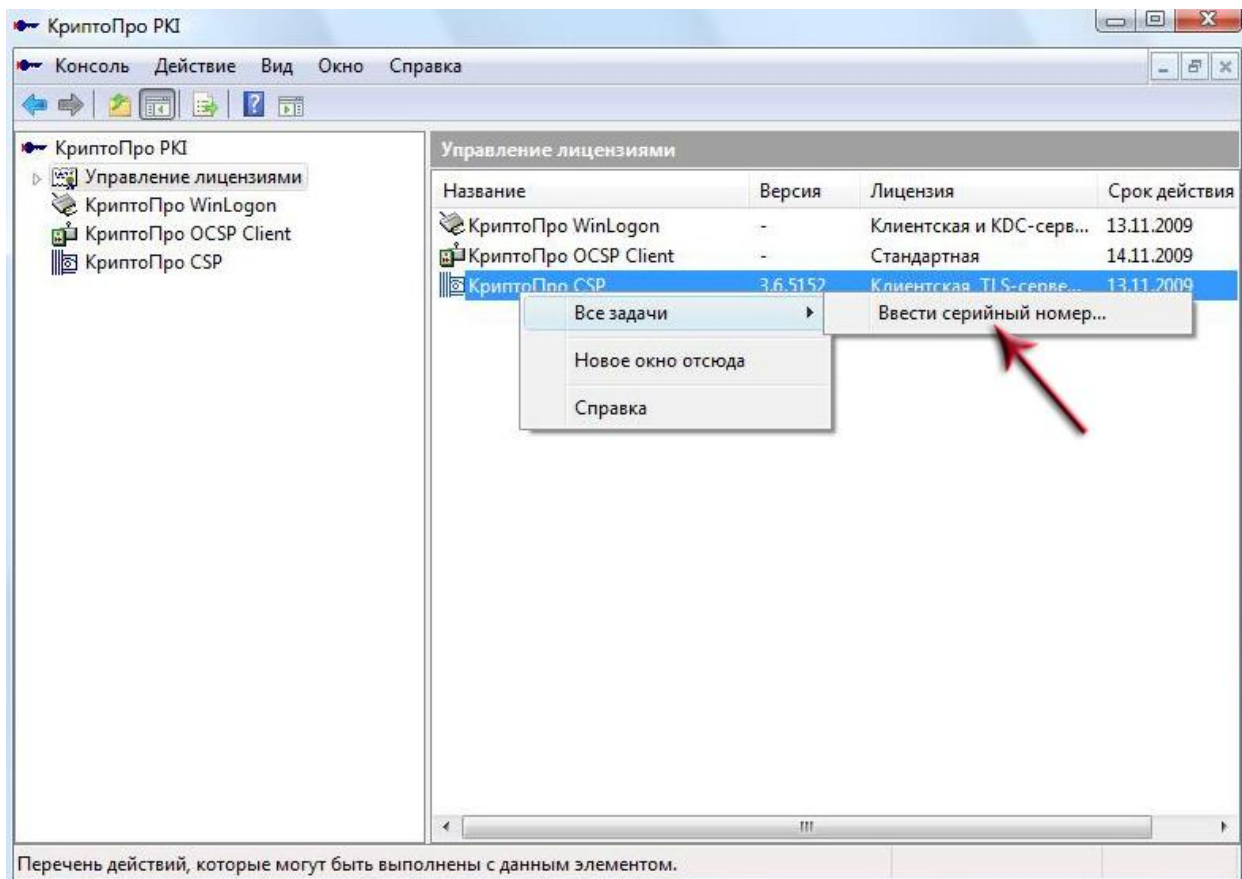 КриптоПро PKI
Консоль Действие Вид Окно Справка
КриптоПро PKI
Управление лицензиями
КриптоПро WinLogon
КриптоПро OCSP Client
КриптоПро CSP
Управление лицензиями
Название Версия Лицензия Срок действия
КриптоПро WinLogon - Клиентская и KDC-серв... 13.11.2009
КриптоПро OCSP Client - Стандартная 14.11.2009
КриптоПро CSP 3.6.5152 Клиентская TLS-серве... 13.11.2009
Все задачи
Ввести серийный номер...
Новое окно отсюда
Справка
Перечень действий, которые могут быть выполнены с данным элементом.